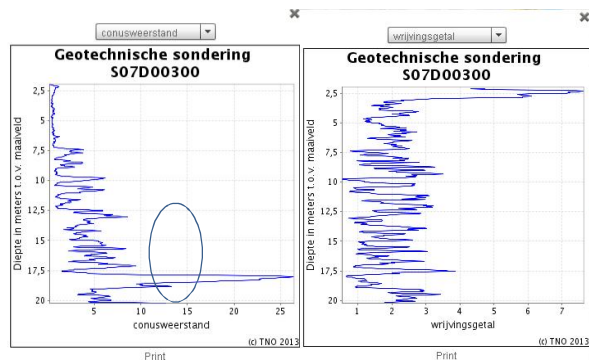 conusweerstand
Geotechnische sondering
S07D00300
Diepte in meters t.o.v. maaiveld
2,5
5
7,5
10
12,5
15
17,5
20
5
10
15
20
25
conusweerstand
(c) TNO 2013
Print
wrijvingsgetal
Geotechnische sondering
S07D00300
Diepte in meters t.o.v. maaiveld
2,5
5
7,5
10
12,5
15
17,5
20
1
2
3
4
5
6
7
wrijvingsgetal
(c) TNO 2013
Print